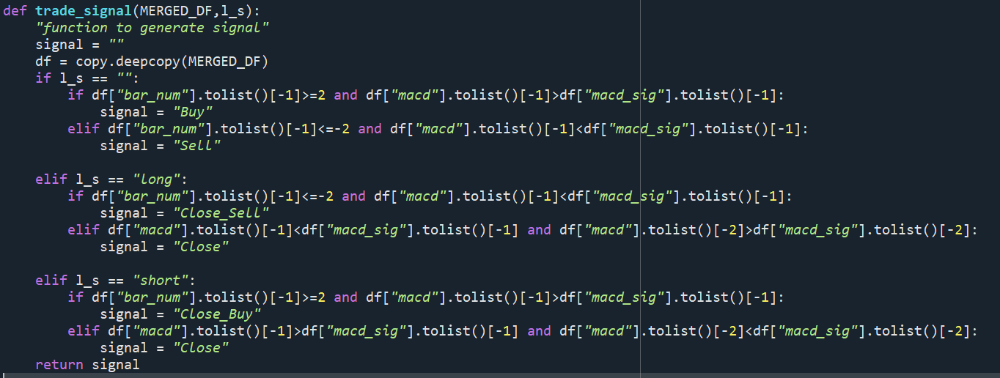 def trade_signal(MERGED_DF,l_s):
    "function to generate signal"
    signal = ""
    df = copy.deepcopy(MERGED_DF)
    if l_s == "":
        if df["bar_num"].tolist()[-1]>=2 and df["macd"].tolist()[-1]>df["macd_sig"].tolist()[-1]:
            signal = "Buy"
        elif df["bar_num"].tolist()[-1]<=-2 and df["macd"].tolist()[-1]<df["macd_sig"].tolist()[-1]:
            signal = "Sell"

    elif l_s == "long":
        if df["bar_num"].tolist()[-1]<=-2 and df["macd"].tolist()[-1]<df["macd_sig"].tolist()[-1]:
            signal = "Close_Sell"
        elif df["macd"].tolist()[-1]<df["macd_sig"].tolist()[-1] and df["macd"].tolist()[-2]>df["macd_sig"].tolist()[-2]:
            signal = "Close"

    elif l_s == "short":
        if df["bar_num"].tolist()[-1]>=2 and df["macd"].tolist()[-1]>df["macd_sig"].tolist()[-1]:
            signal = "Close_Buy"
        elif df["macd"].tolist()[-1]>df["macd_sig"].tolist()[-1] and df["macd"].tolist()[-2]<df["macd_sig"].tolist()[-2]:
            signal = "Close"
    return signal